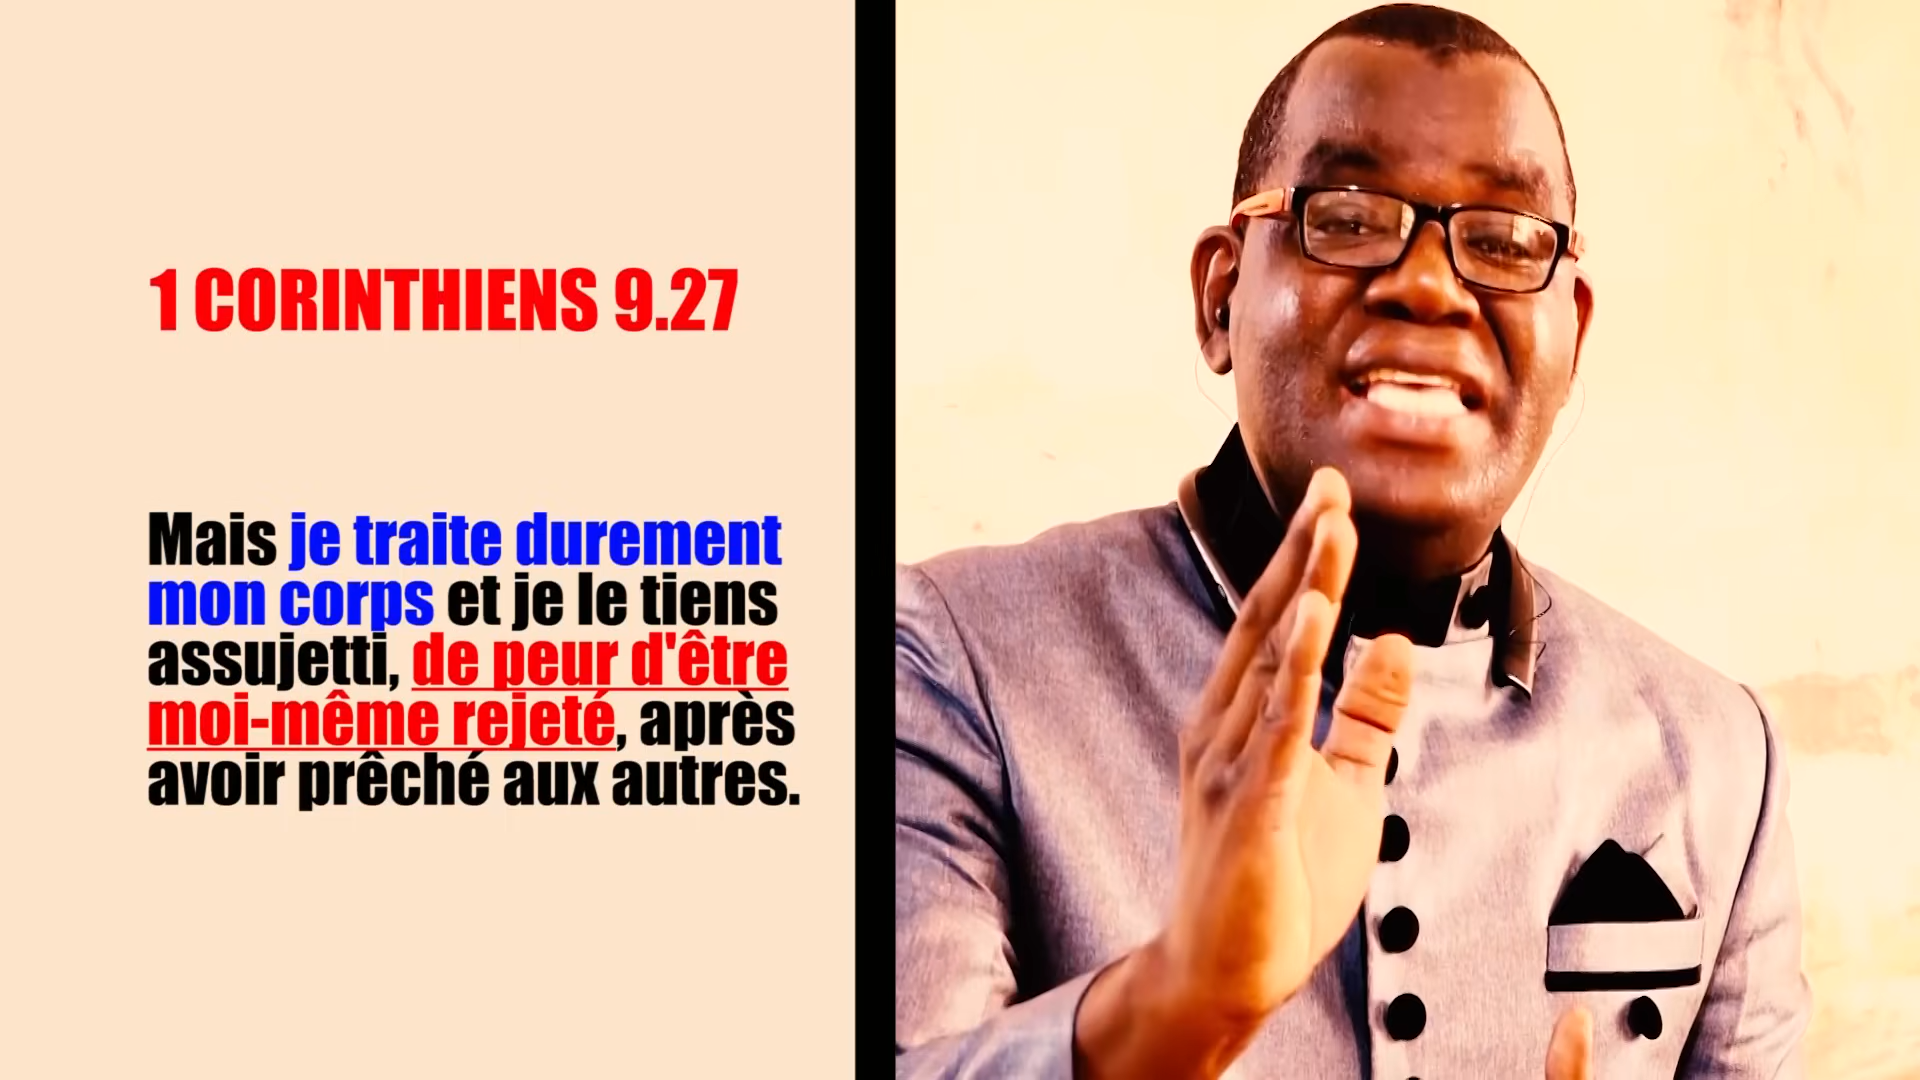 1 CORINTHIENS 9.27
Mais je traite durement
mon corps et je le tiens
assujetti, de peur d'être
moi-même rejeté, après
avoir prêché aux autres.